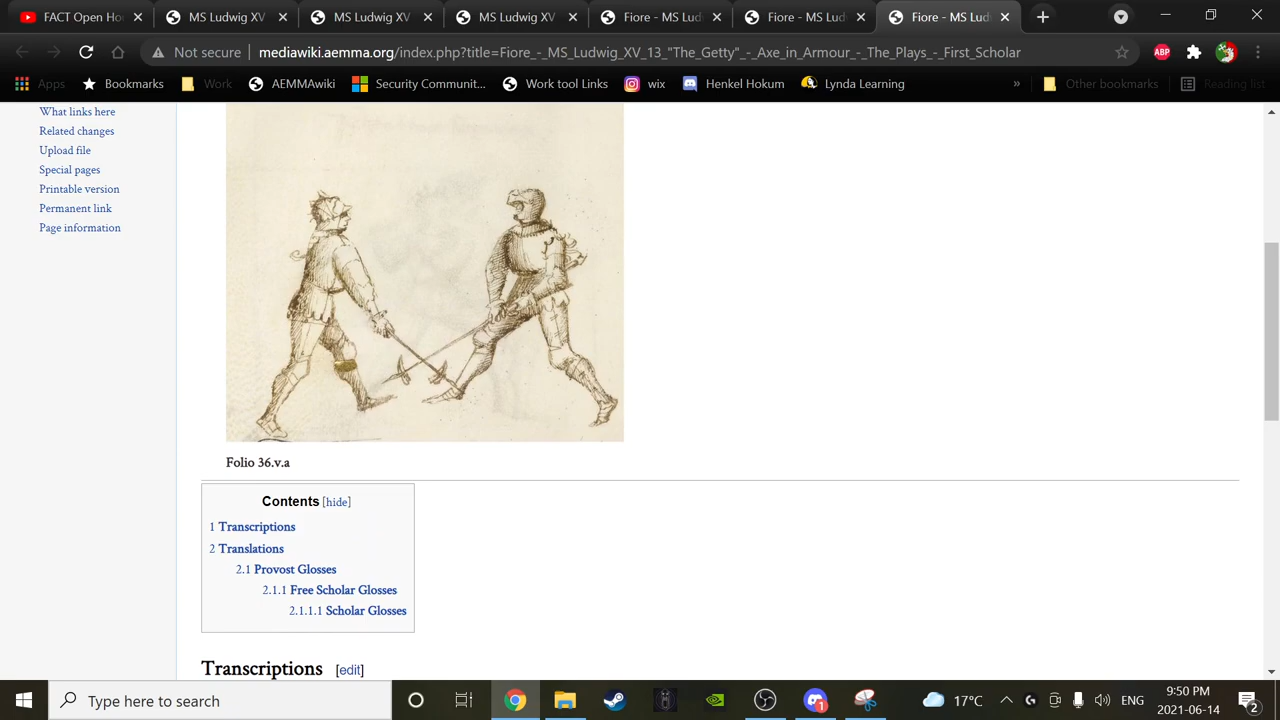 FACT Open Ho
MS Ludwig XV
MS Ludwig XV
MS Ludwig XV
Fiore - MS Lud
Fiore - MS Lud
Fiore - MS Lud
Not secure
mediawiki.aemma.org/index.php?title=Fiore_-_MS_Ludwig_XV_13_"The_Getty"_-_Axe_in_Armour_-_The_Plays_-_First_Scholar
ABP
Apps
Bookmarks
Work
AEMMAwiki
Security Communit...
Work tool Links
wix
Henkel Hokum
Lynda Learning
»
Other bookmarks
Reading list
What links here
Related changes
Upload file
Special pages
Printable version
Permanent link
Page information
Folio 36.v.a
Contents [hide]
1 Transcriptions
2 Translations
2.1 Provost Glosses
2.1.1 Free Scholar Glosses
2.1.1.1 Scholar Glosses
Transcriptions [edit]
Type here to search
1
17°C
ENG
9:50 PM
2021-06-14
2